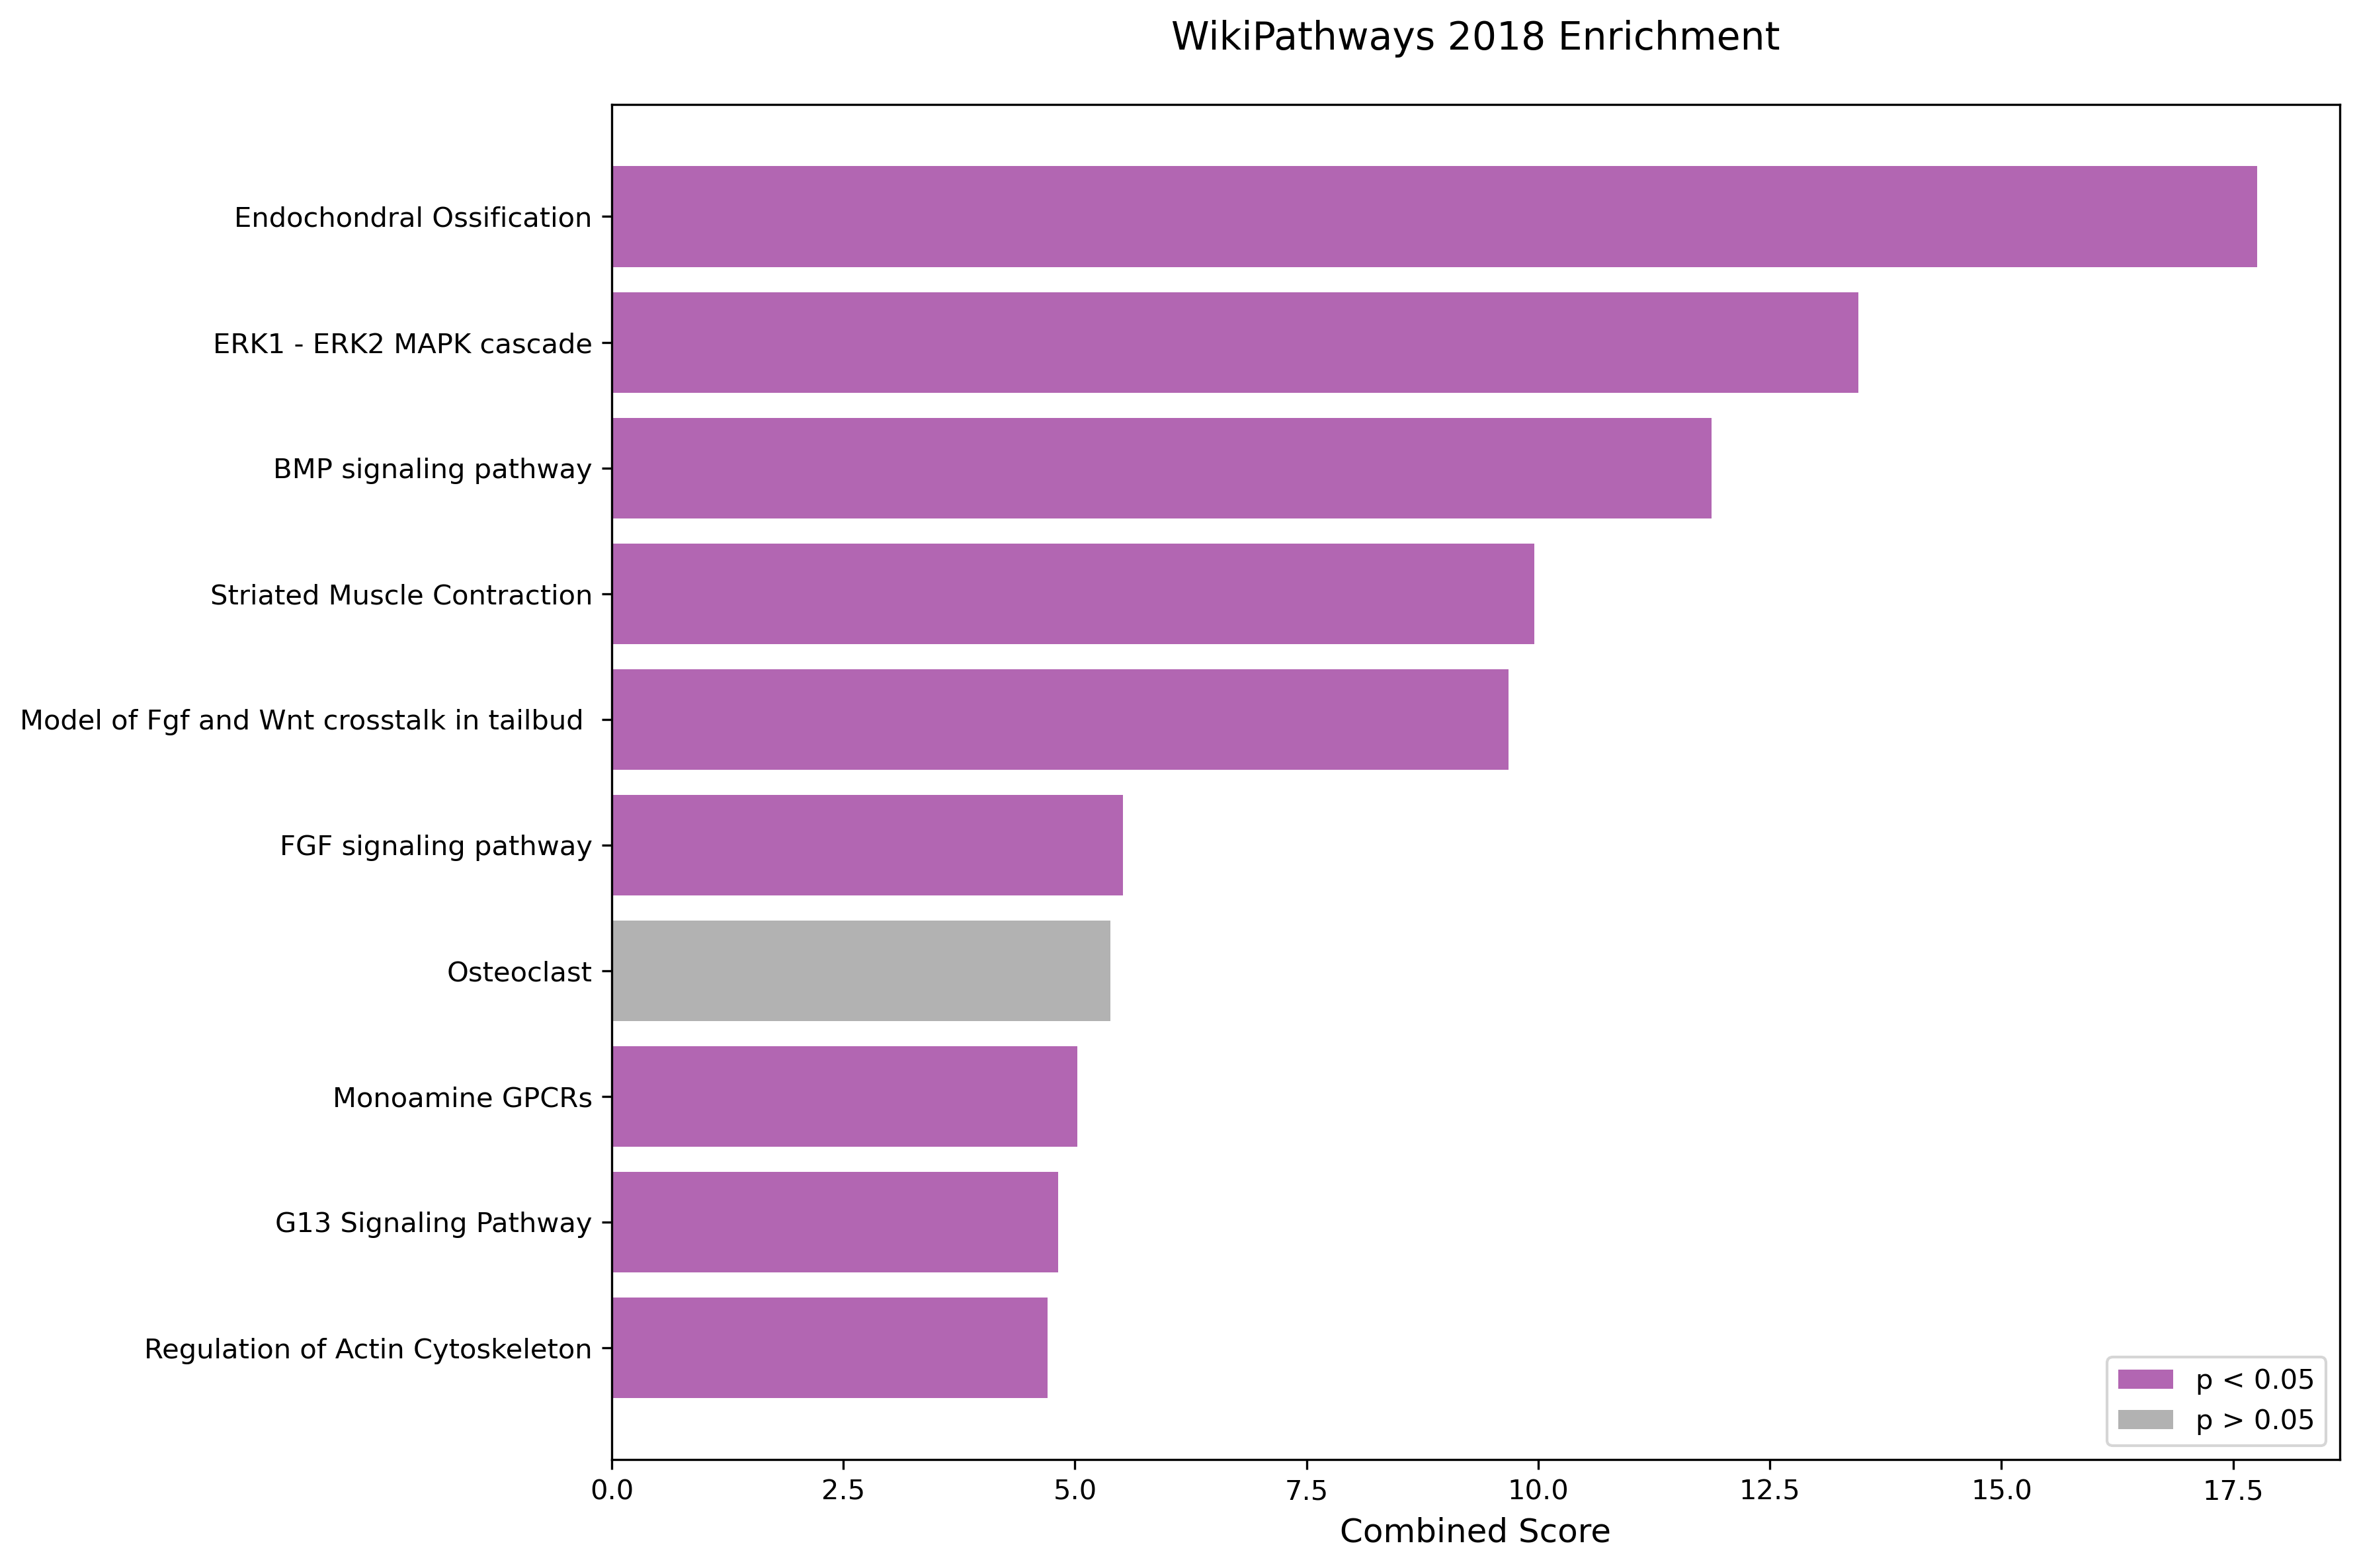 WikiPathways 2018 Enrichment
Endochondral Ossification
ERK1 - ERK2 MAPK cascade
BMP signaling pathway
Striated Muscle Contraction
Model of Fgf and Wnt crosstalk in tailbud
FGF signaling pathway
Osteoclast
Monoamine GPCRs
G13 Signaling Pathway
Regulation of Actin Cytoskeleton
p < 0.05
p > 0.05
0.0 2.5 5.0 7.5 10.0 12.5 15.0 17.5
Combined Score